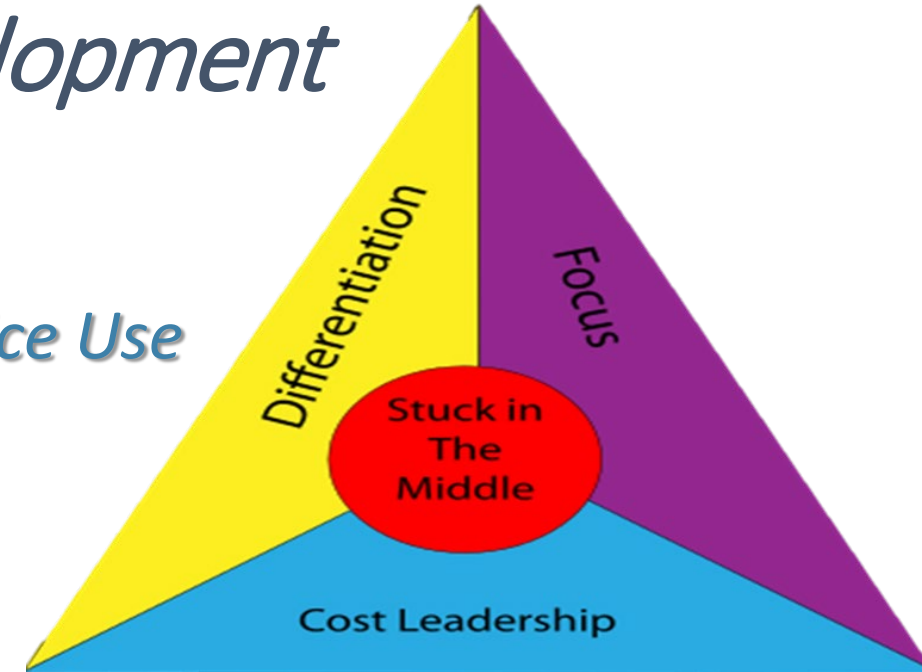 lopment
ce Use
Differentiation
Focus
Stuck in
The
Middle
Cost Leadership